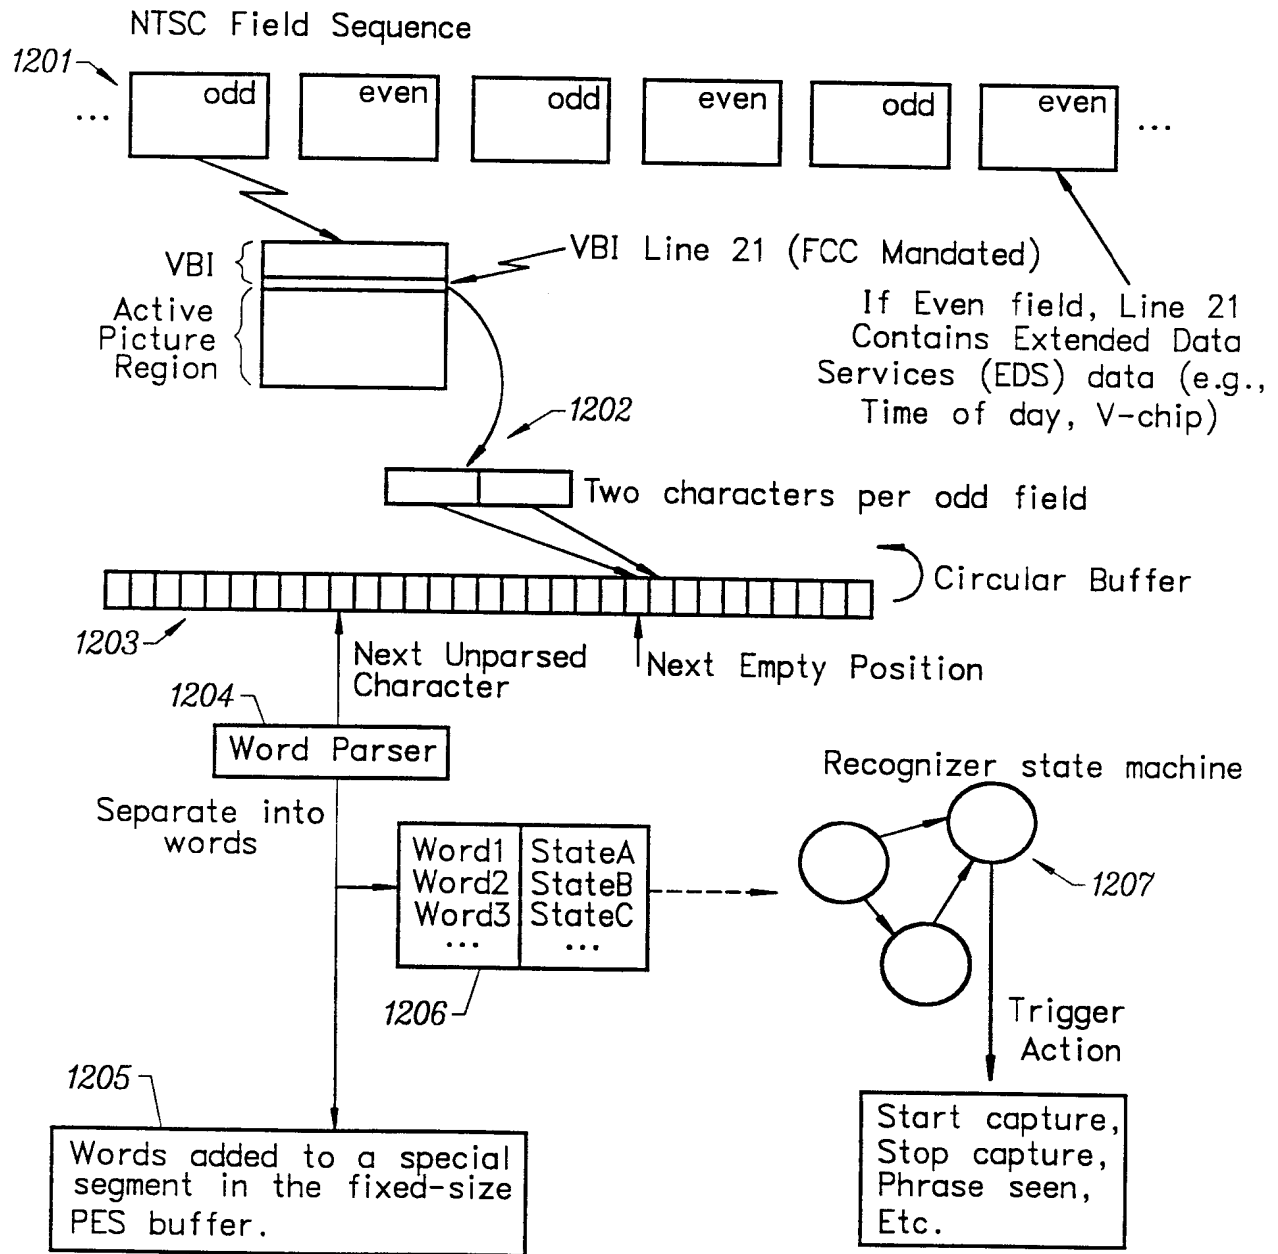 NTSC Field Sequence
1201
... odd even odd even odd even ...
VBI
VBI Line 21 (FCC Mandated)
Active
Picture
Region
If Even field, Line 21
Contains Extended Data
Services (EDS) data (e.g.,
Time of day, V-chip)
1202
Two characters per odd field
Circular Buffer
1203
Next Unparsed
Character
Next Empty Position
1204
Word Parser
Separate into
words
Recognizer state machine
Word1 StateA
Word2 StateB
Word3 StateC
... ...
1206
1207
Trigger
Action
1205
Words added to a special
segment in the fixed-size
PES buffer.
Start capture,
Stop capture,
Phrase seen,
Etc.